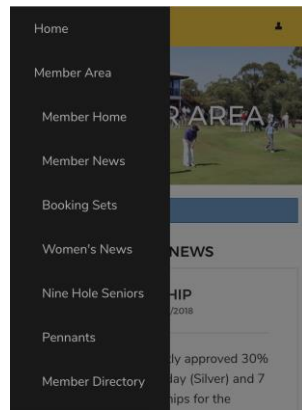 Home
Member Area
Member Home
R AREA
Member News
Booking Sets
Women's News
NEWS
Nine Hole Seniors
HIP
/2018
Pennants
tly approved 30%
Member Directory
day (Silver) and 7
hips for the